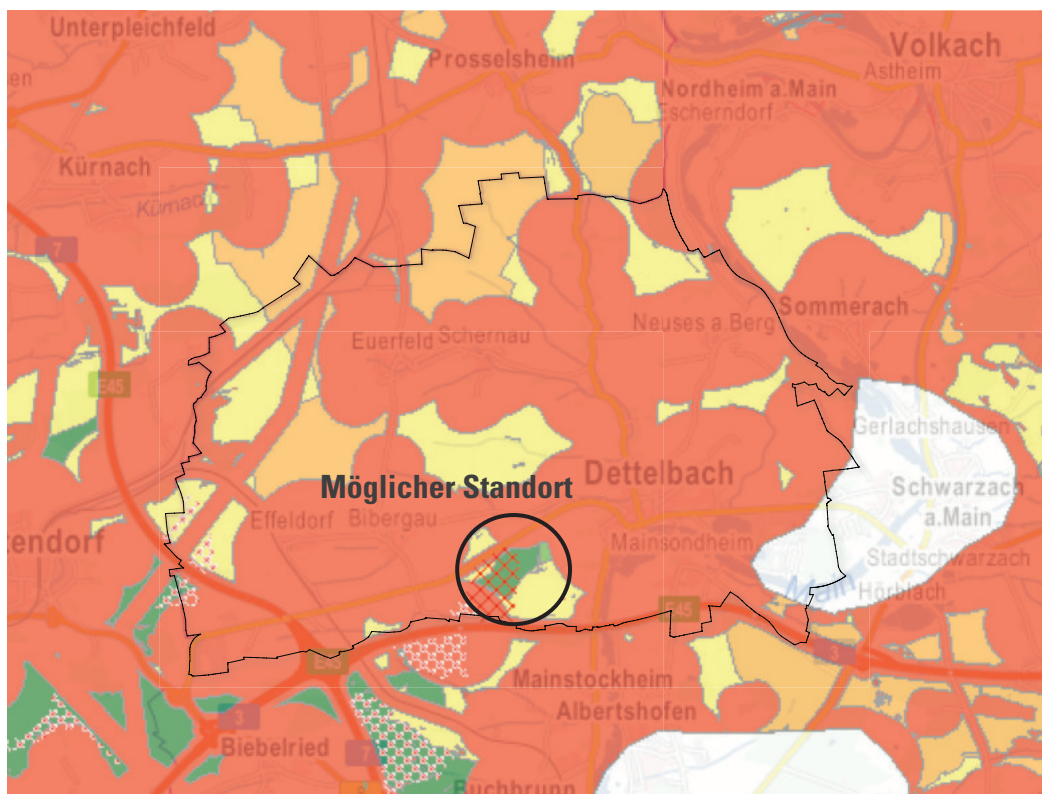 Unterpleichfeld
Prosselsheim
Volkach
Astheim
Nordheim a.Main
Escherndorf
Kürnach
Kürnach
7
Sommerach
Neuses a.Berg
Euerfeld
Schernau
E45
Gerlachshausen
Dettelbach
Möglicher Standort
Schwarzach
a.Main
Effeldorf
Bibergau
Mainsondheim
Stadtschwarzach
Main
Hörblach
E45
E43
3
Mainstockheim
Albertshofen
3
Biebelried
7
Buchbrunn